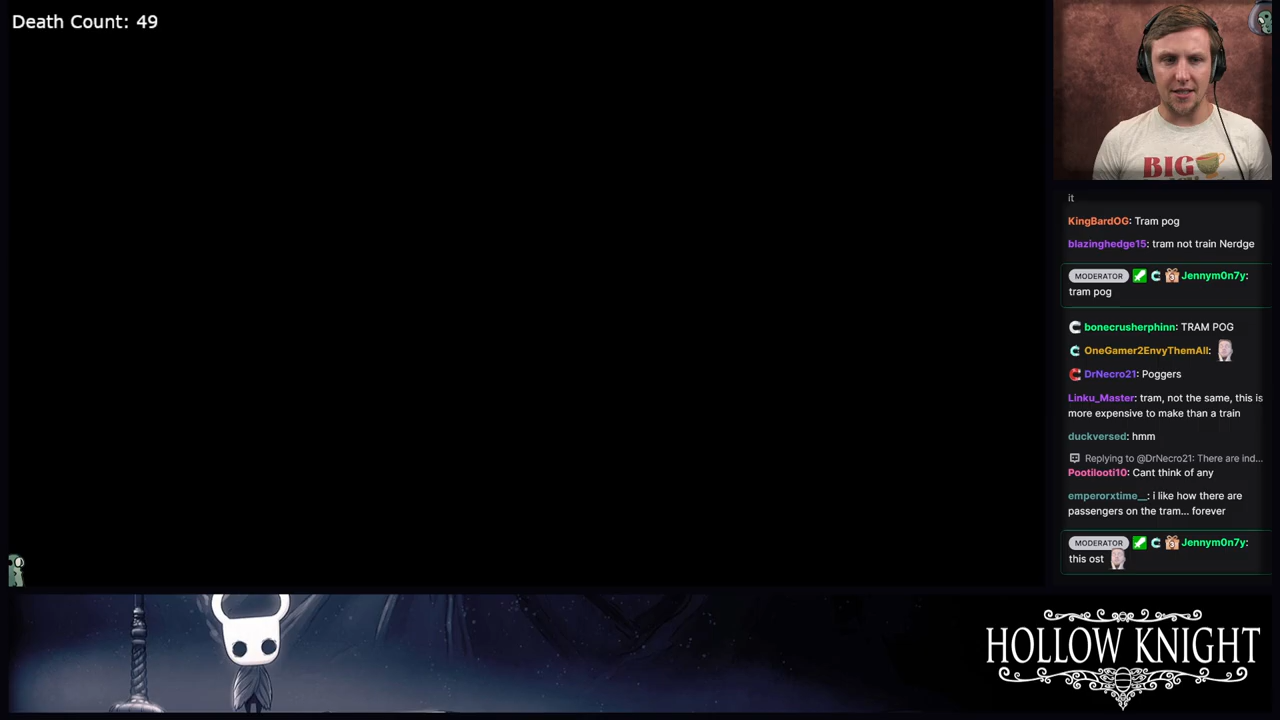 Death Count: 49
BIG
it
KingBardOG: Tram pog
blazinghedge15: tram not train Nerdge
MODERATOR Jennym0n7y:
tram pog
bonecrusherphinn: TRAM POG
OneGamer2EnvyThemAll:
DrNecro21: Poggers
Linku_Master: tram, not the same, this is
more expensive to make than a train
duckversed: hmm
Replying to @DrNecro21: There are ind...
Pootilooti10: Cant think of any
emperorxtime__: i like how there are
passengers on the tram... forever
MODERATOR Jennym0n7y:
this ost
HOLLOW KNIGHT